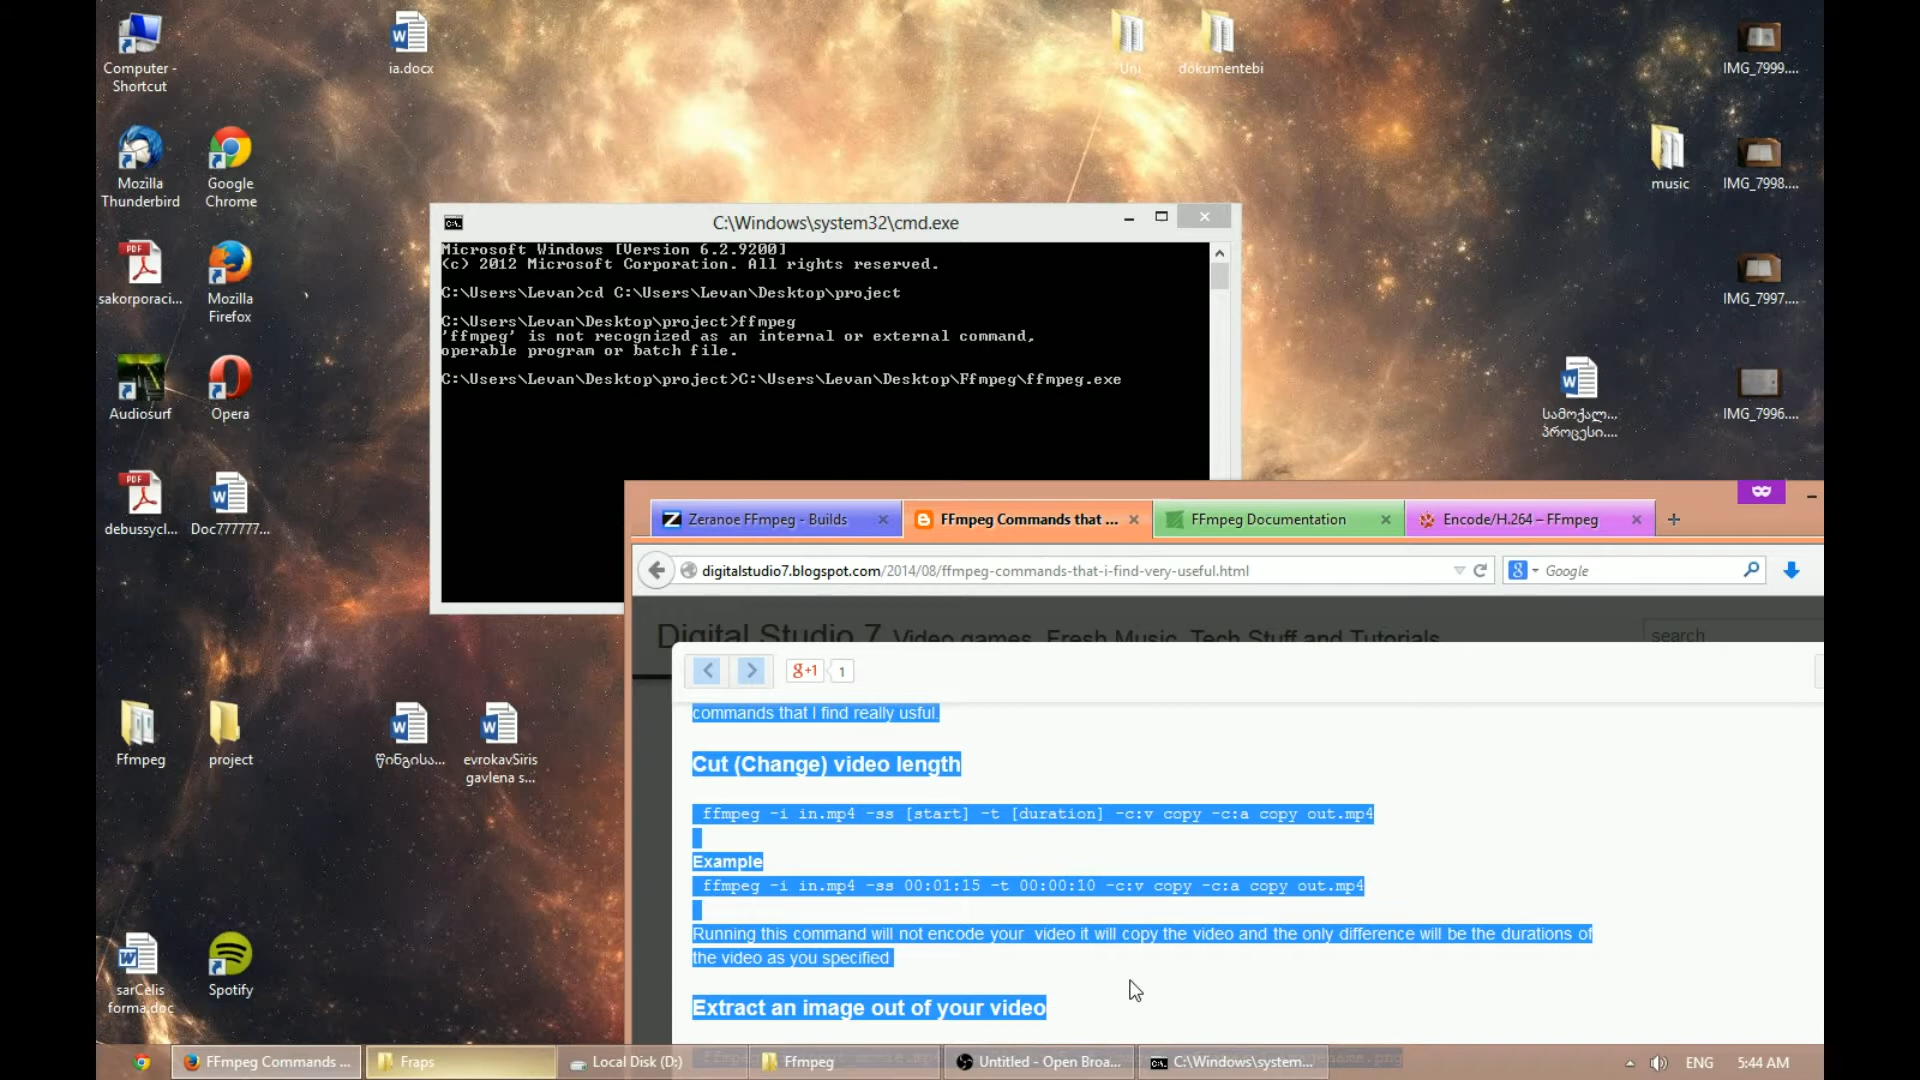 Computer -
Shortcut
ia.docx
Uni
dokumentebi
IMG_7999....
Mozilla
Thunderbird
Google
Chrome
music
IMG_7998....
sakorporaci...
Mozilla
Firefox
IMG_7997....
Audiosurf
Opera
სამოქალ...
პროცესი....
IMG_7996....
debussycl...
Doc777777...
Ffmpeg
project
წინგისა...
evrokavSiris
gavlena s...
sarCelis
forma.doc
Spotify
C:\Windows\system32\cmd.exe
Microsoft Windows [Version 6.2.9200]
(c) 2012 Microsoft Corporation. All rights reserved.
C:\Users\Levan>cd C:\Users\Levan\Desktop\project
C:\Users\Levan\Desktop\project>ffmpeg
'ffmpeg' is not recognized as an internal or external command,
operable program or batch file.
C:\Users\Levan\Desktop\project>C:\Users\Levan\Desktop\Ffmpeg\ffmpeg.exe
Zeranoe FFmpeg - Builds
FFmpeg Commands that ...
FFmpeg Documentation
Encode/H.264 – FFmpeg
digitalstudio7.blogspot.com/2014/08/ffmpeg-commands-that-i-find-very-useful.html
Google
Digital Studio 7 Video games, Fresh Music, Tech Stuff and Tutorials
search
g+1 1
commands that I find really usful.
Cut (Change) video length
ffmpeg -i in.mp4 -ss [start] -t [duration] -c:v copy -c:a copy out.mp4
Example
ffmpeg -i in.mp4 -ss 00:01:15 -t 00:00:10 -c:v copy -c:a copy out.mp4
Running this command will not encode your  video it will copy the video and the only difference will be the durations of
the video as you specified
Extract an image out of your video
FFmpeg Commands ...
Fraps
Local Disk (D:)
Ffmpeg
Untitled - Open Broa...
C:\Windows\system...
ENG
5:44 AM